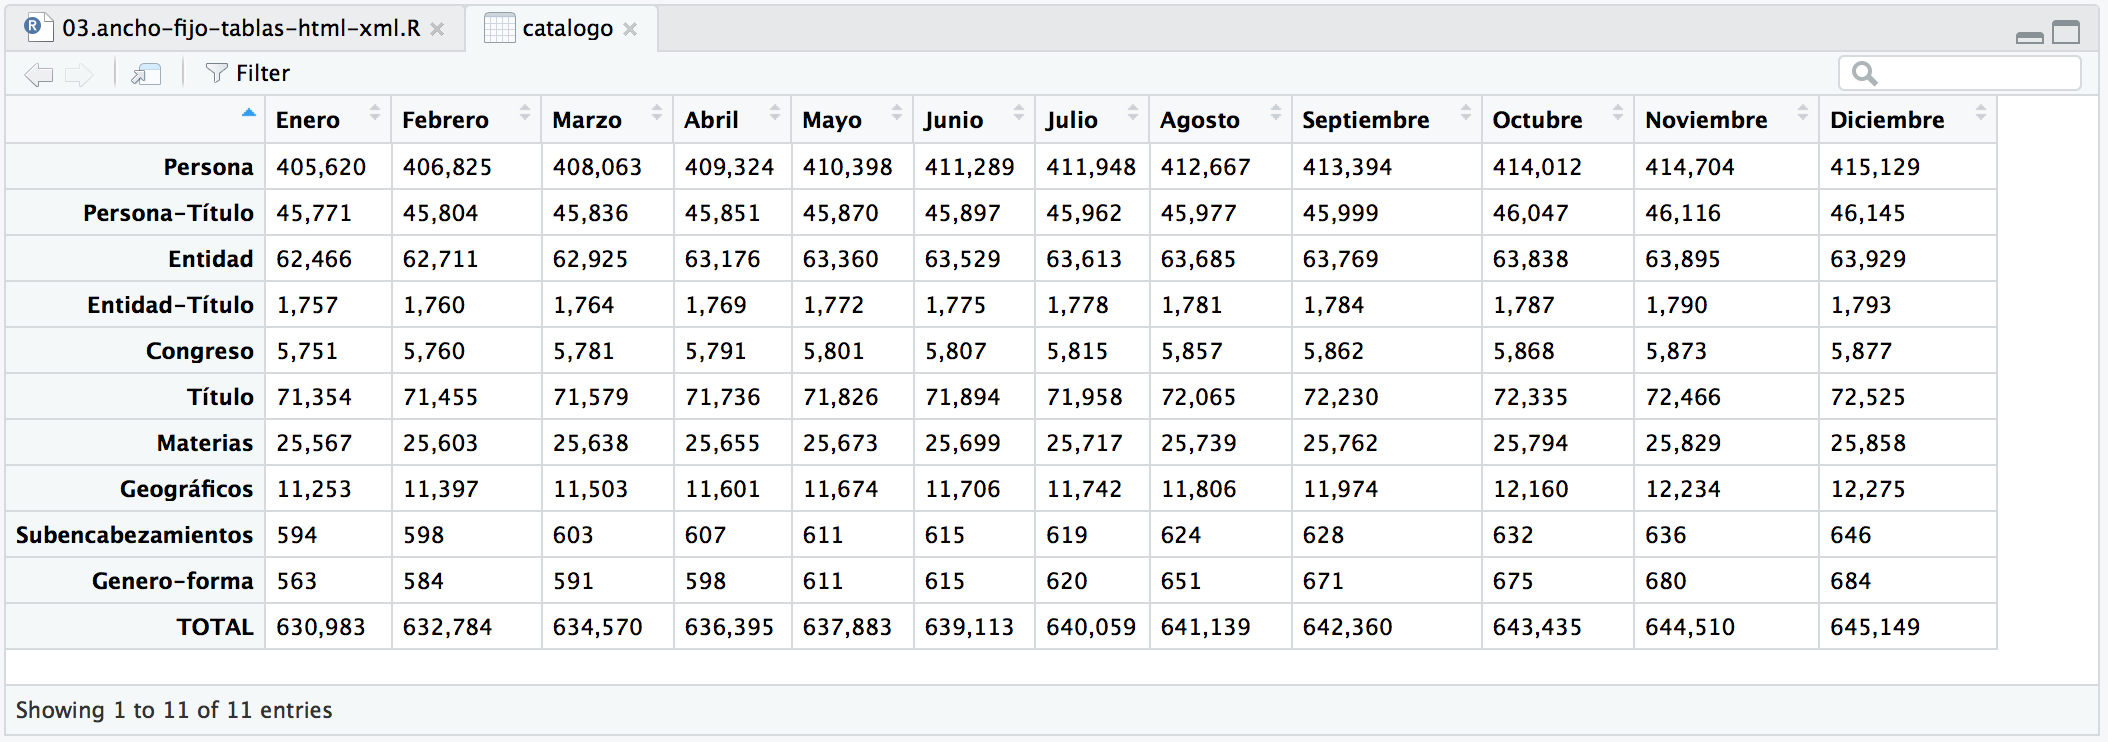 03.ancho-fijo-tablas-html-xml.R catalogo
Filter
Enero Febrero Marzo Abril Mayo Junio Julio Agosto Septiembre Octubre Noviembre Diciembre
Persona 405,620 406,825 408,063 409,324 410,398 411,289 411,948 412,667 413,394 414,012 414,704 415,129
Persona-Título 45,771 45,804 45,836 45,851 45,870 45,897 45,962 45,977 45,999 46,047 46,116 46,145
Entidad 62,466 62,711 62,925 63,176 63,360 63,529 63,613 63,685 63,769 63,838 63,895 63,929
Entidad-Título 1,757 1,760 1,764 1,769 1,772 1,775 1,778 1,781 1,784 1,787 1,790 1,793
Congreso 5,751 5,760 5,781 5,791 5,801 5,807 5,815 5,857 5,862 5,868 5,873 5,877
Título 71,354 71,455 71,579 71,736 71,826 71,894 71,958 72,065 72,230 72,335 72,466 72,525
Materias 25,567 25,603 25,638 25,655 25,673 25,699 25,717 25,739 25,762 25,794 25,829 25,858
Geográficos 11,253 11,397 11,503 11,601 11,674 11,706 11,742 11,806 11,974 12,160 12,234 12,275
Subencabezamientos 594 598 603 607 611 615 619 624 628 632 636 646
Genero-forma 563 584 591 598 611 615 620 651 671 675 680 684
TOTAL 630,983 632,784 634,570 636,395 637,883 639,113 640,059 641,139 642,360 643,435 644,510 645,149
Showing 1 to 11 of 11 entries